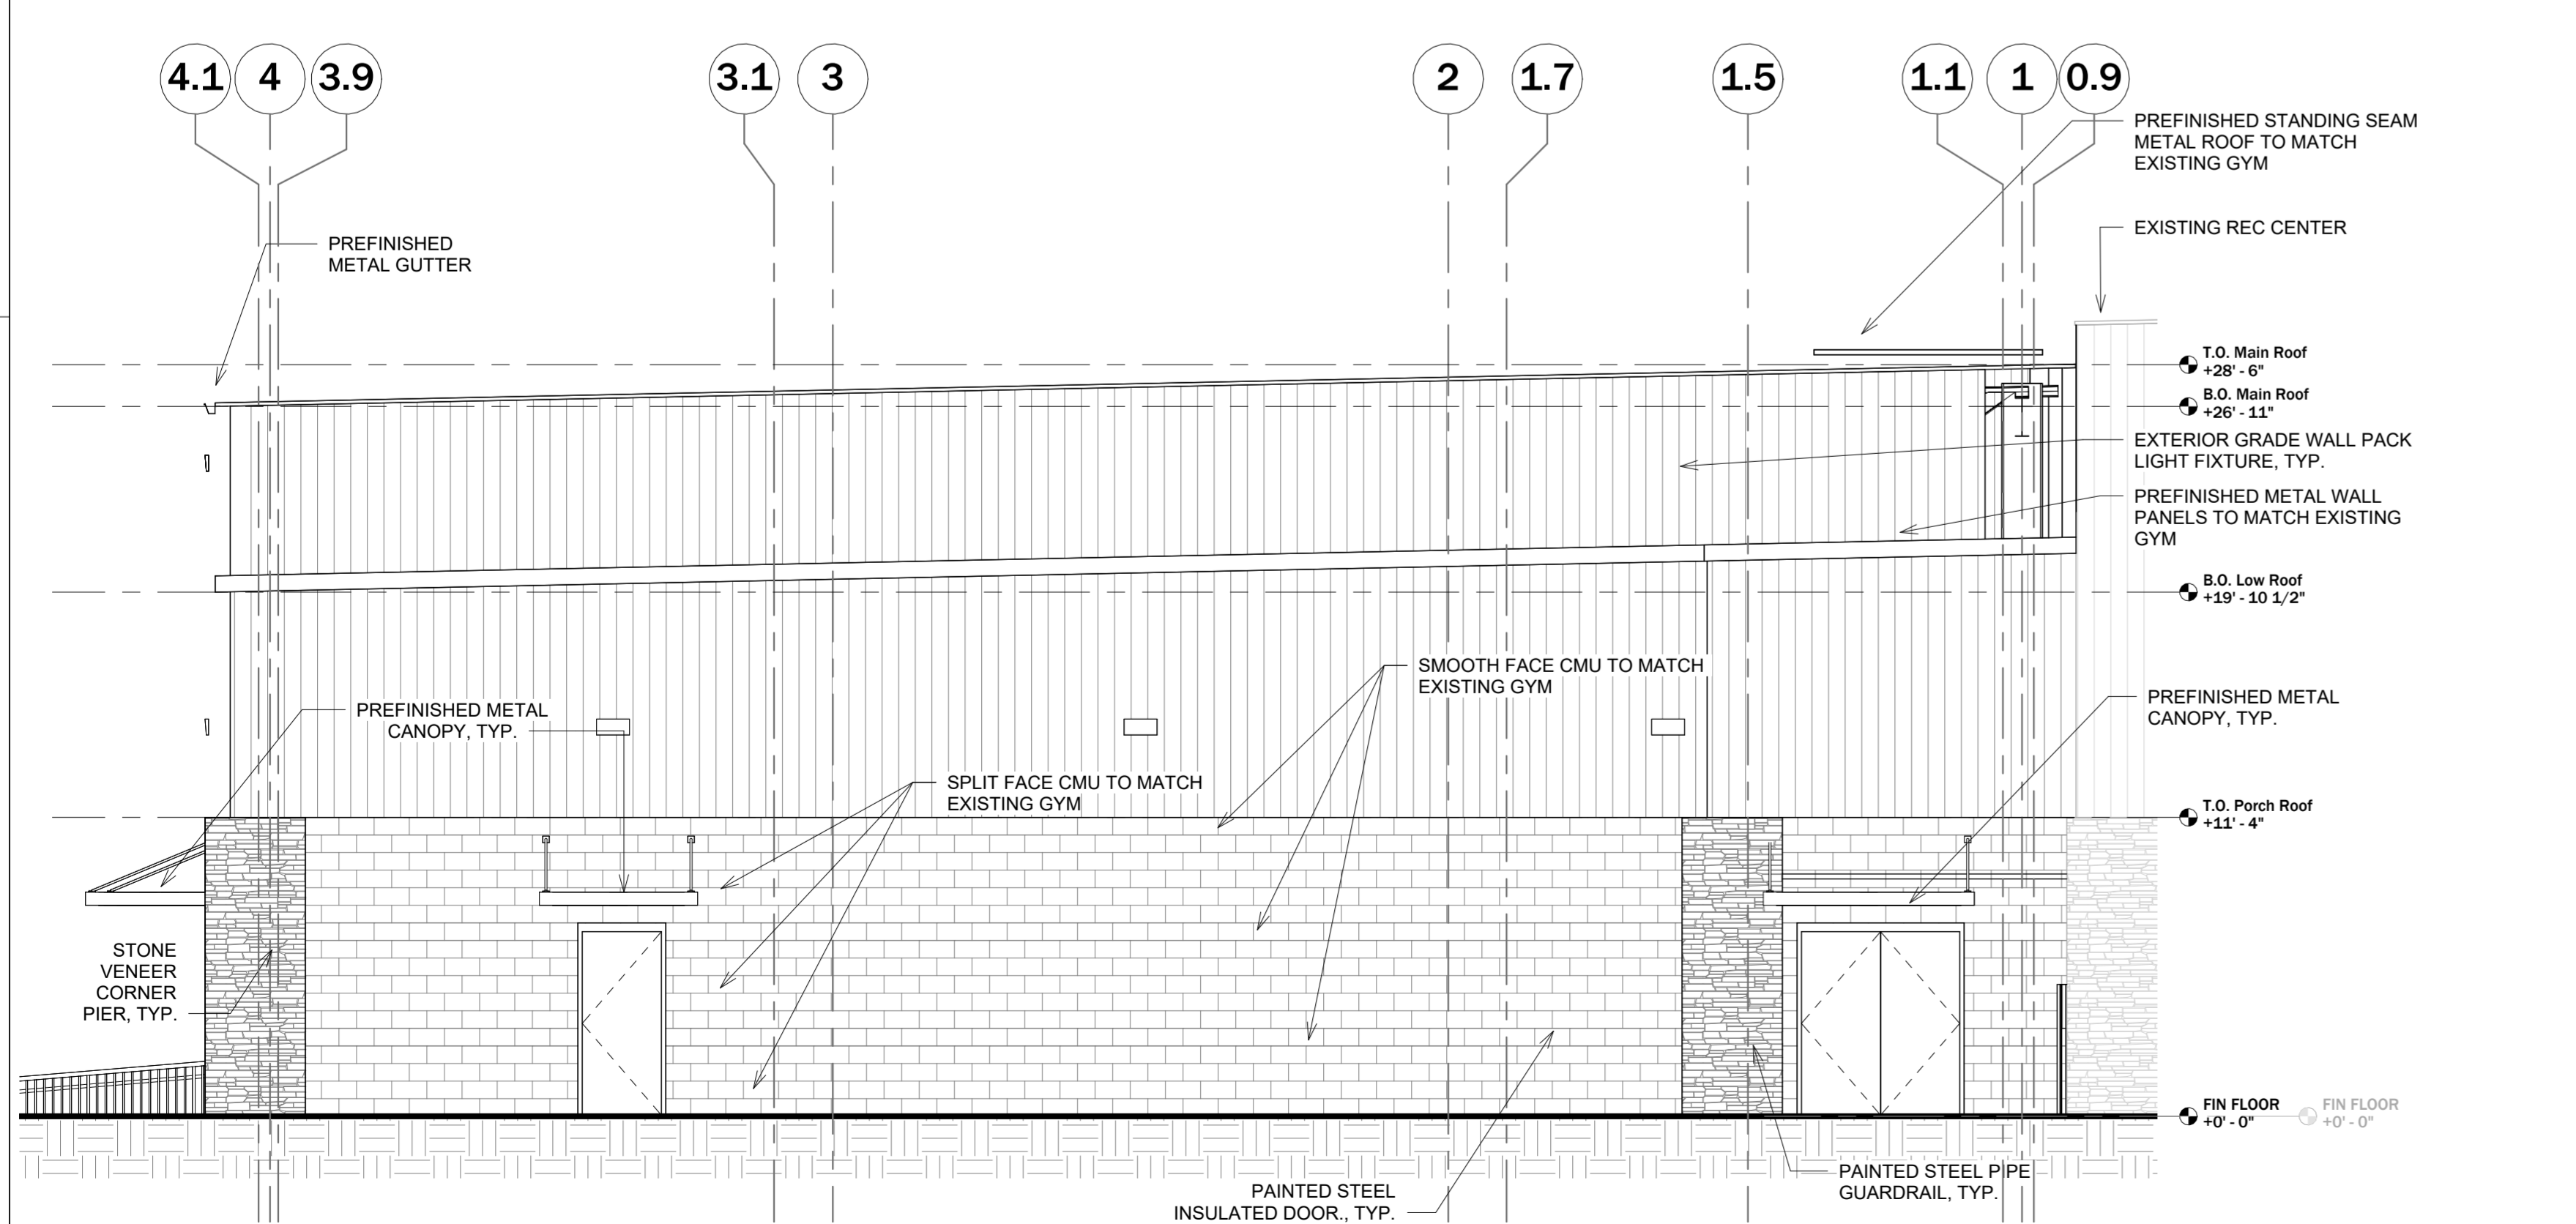 4.1
4
3.9
3.1
3
2
1.7
1.5
1.1
1
0.9
PREFINISHED STANDING SEAM
METAL ROOF TO MATCH
EXISTING GYM
EXISTING REC CENTER
PREFINISHED
METAL GUTTER
T.O. Main Roof
+28' - 6"
B.O. Main Roof
+26' - 11"
EXTERIOR GRADE WALL PACK
LIGHT FIXTURE, TYP.
PREFINISHED METAL WALL
PANELS TO MATCH EXISTING
GYM
B.O. Low Roof
+19' - 10 1/2"
SMOOTH FACE CMU TO MATCH
EXISTING GYM
PREFINISHED METAL
CANOPY, TYP.
PREFINISHED METAL
CANOPY, TYP.
SPLIT FACE CMU TO MATCH
EXISTING GYM
T.O. Porch Roof
+11' - 4"
STONE
VENEER
CORNER
PIER, TYP.
FIN FLOOR
+0' - 0"
FIN FLOOR
+0' - 0"
PAINTED STEEL PIPE
GUARDRAIL, TYP.
PAINTED STEEL
INSULATED DOOR., TYP.